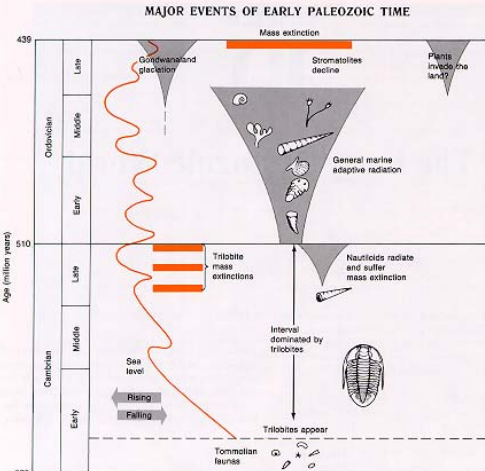 MAJOR EVENTS OF EARLY PALEOZOIC TIME
439
Mass extinction
Gondwanaland
glaciation
Stromatolites
decline
Plants
invade the
land?
Late
Ordovician
Middle
General marine
adaptive radiation
Early
Age (million years)
510
Trilobite
mass
extinctions
Nautiloids radiate
and suffer
mass extinction
Late
Interval
dominated by
trilobites
Cambrian
Middle
Sea
level
Rising
Falling
Early
Trilobites appear
Tommotian
faunas